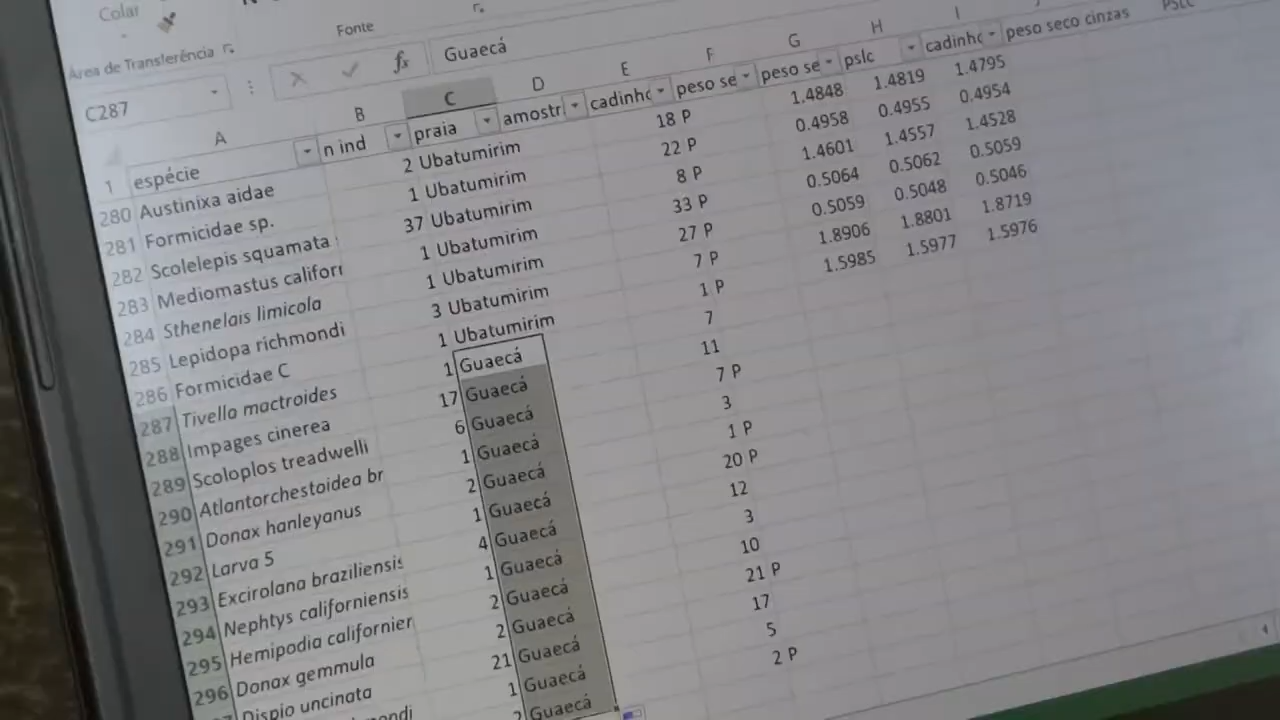 Colar
Área de Transferência
Fonte
PSLC
C287 fx Guaecá
A B C D E F G H I
1 espécie n ind praia amostr cadinhc peso se peso se pslc cadinhc peso seco cinzas
280 Austinixa aidae 2 Ubatumirim 18 P 1.4848 1.4819 1.4795
281 Formicidae sp. 1 Ubatumirim 22 P 0.4958 0.4955 0.4954
282 Scolelepis squamata 37 Ubatumirim 8 P 1.4601 1.4557 1.4528
283 Mediomastus califor 1 Ubatumirim 33 P 0.5064 0.5062 0.5059
284 Sthenelais limicola 1 Ubatumirim 27 P 0.5059 0.5048 0.5046
285 Lepidopa richmondi 3 Ubatumirim 7 P 1.8906 1.8801 1.8719
286 Formicidae C 1 Ubatumirim 1 P 1.5985 1.5977 1.5976
287 Tivella mactroides 1 Guaecá 7
288 Impages cinerea 17 Guaecá 11
289 Scoloplos treadwelli 6 Guaecá 7 P
290 Atlantorchestoidea br 1 Guaecá 3
291 Donax hanleyanus 2 Guaecá 1 P
292 Larva 5 1 Guaecá 20 P
293 Excirolana braziliensis 4 Guaecá 12
294 Nephtys californiensis 1 Guaecá 3
295 Hemipodia californier 2 Guaecá 10
296 Donax gemmula 2 Guaecá 21 P
Dispio uncinata 21 Guaecá 17
1 Guaecá 5
2 Guaecá 2 P